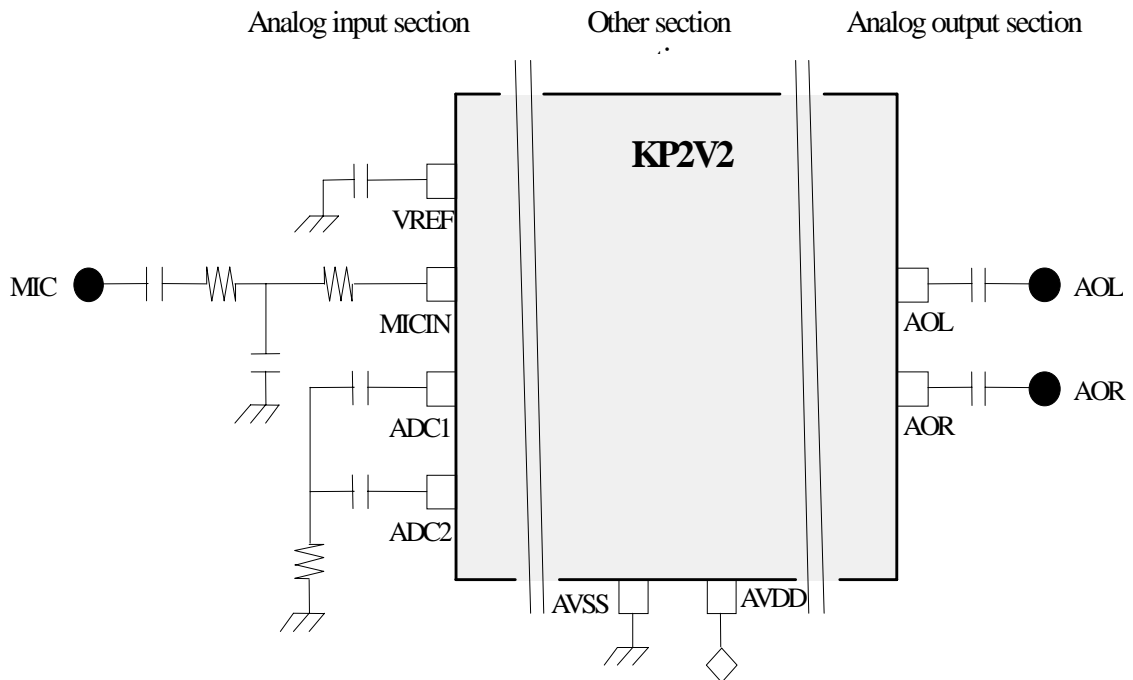 Analog input section
Other section
Analog output section
KP2V2
VREF
MIC
MICIN
AOL
AOL
ADC1
AOR
AOR
ADC2
AVSS
AVDD